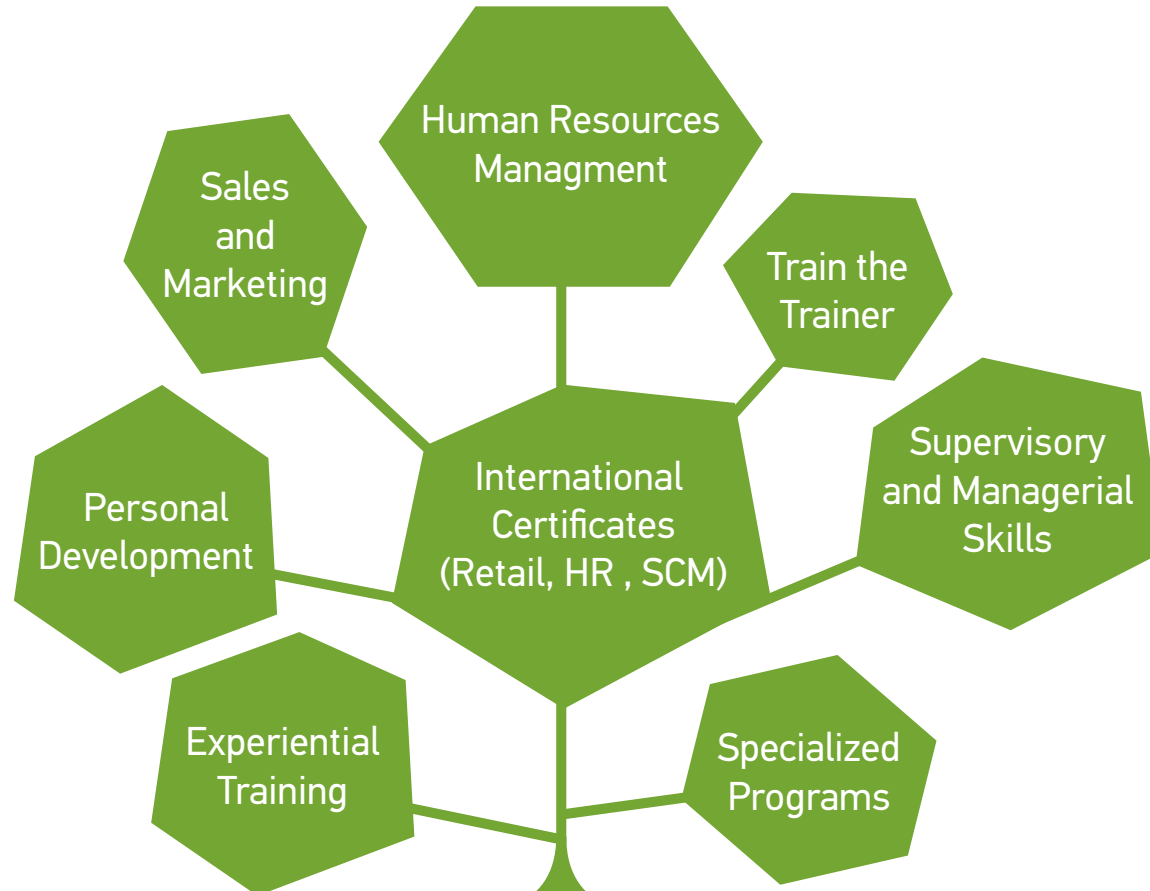 Human Resources
Managment
Sales
and
Marketing
Train the
Trainer
Supervisory
and Managerial
Skills
International
Certificates
(Retail, HR , SCM)
Personal
Development
Experiential
Training
Specialized
Programs